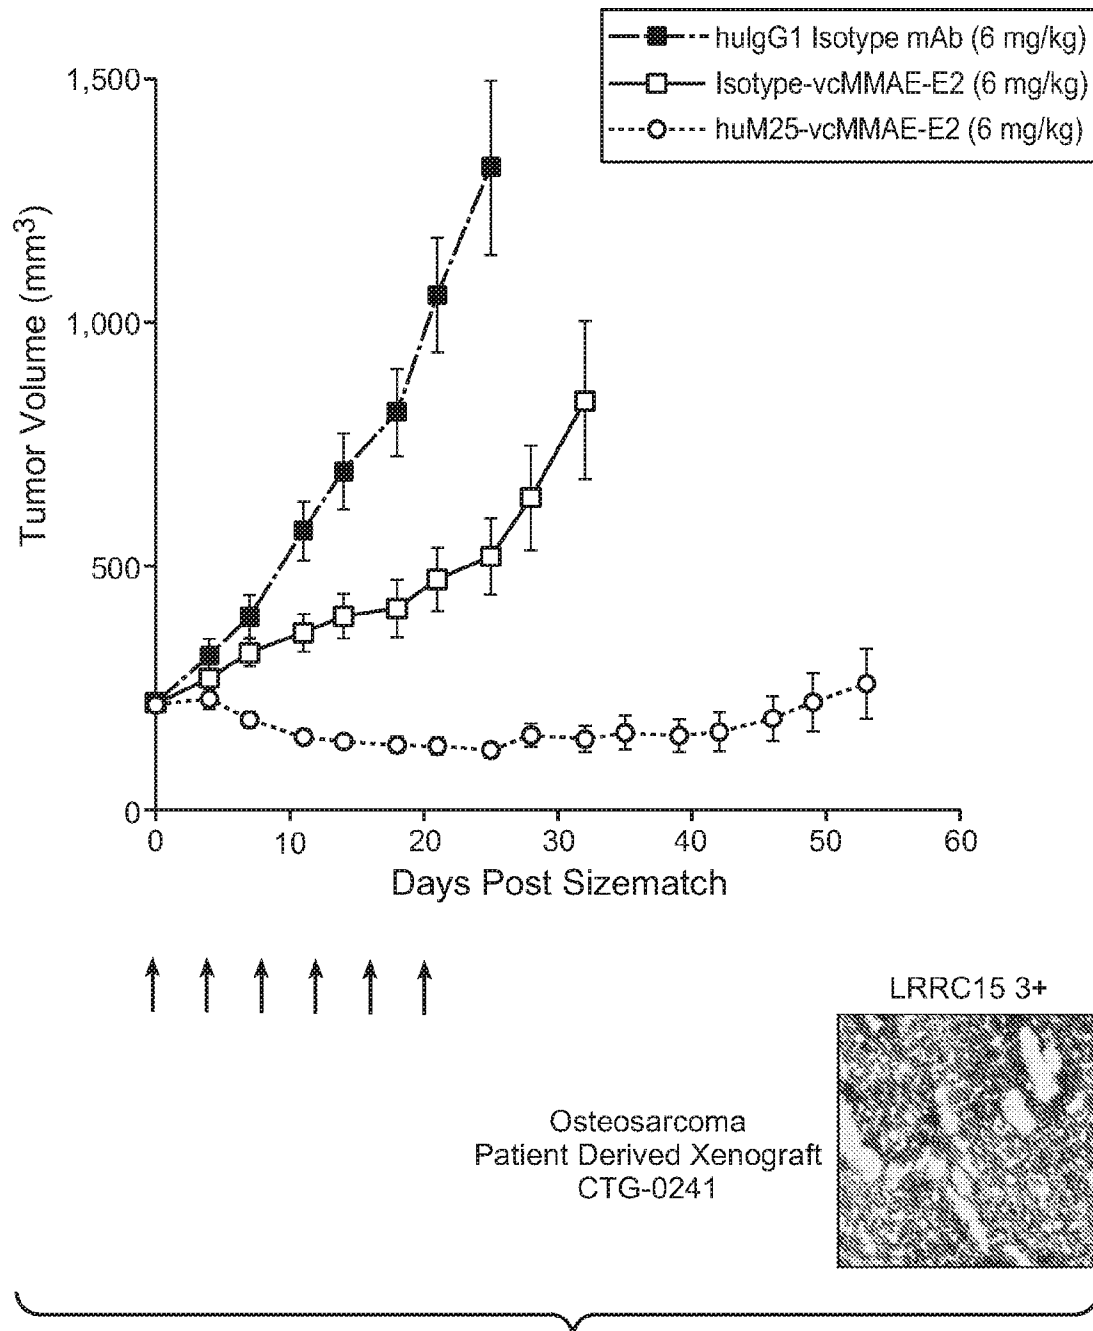 huIgG1 Isotype mAb (6 mg/kg)
Isotype-vcMMAE-E2 (6 mg/kg)
huM25-vcMMAE-E2 (6 mg/kg)
Tumor Volume (mm³)
1,500
1,000
500
0
0 10 20 30 40 50 60
Days Post Sizematch
LRRC15 3+
Osteosarcoma
Patient Derived Xenograft
CTG-0241